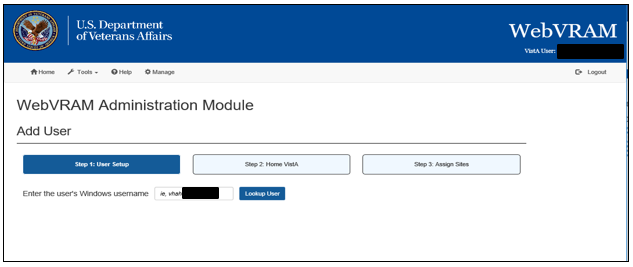 U.S. Department
of Veterans Affairs
WebVRAM
VistA User:
Home Tools Help Manage Logout
WebVRAM Administration Module
Add User
Step 1: User Setup Step 2: Home VistA Step 3: Assign Sites
Enter the user's Windows username ie, vhah Lookup User